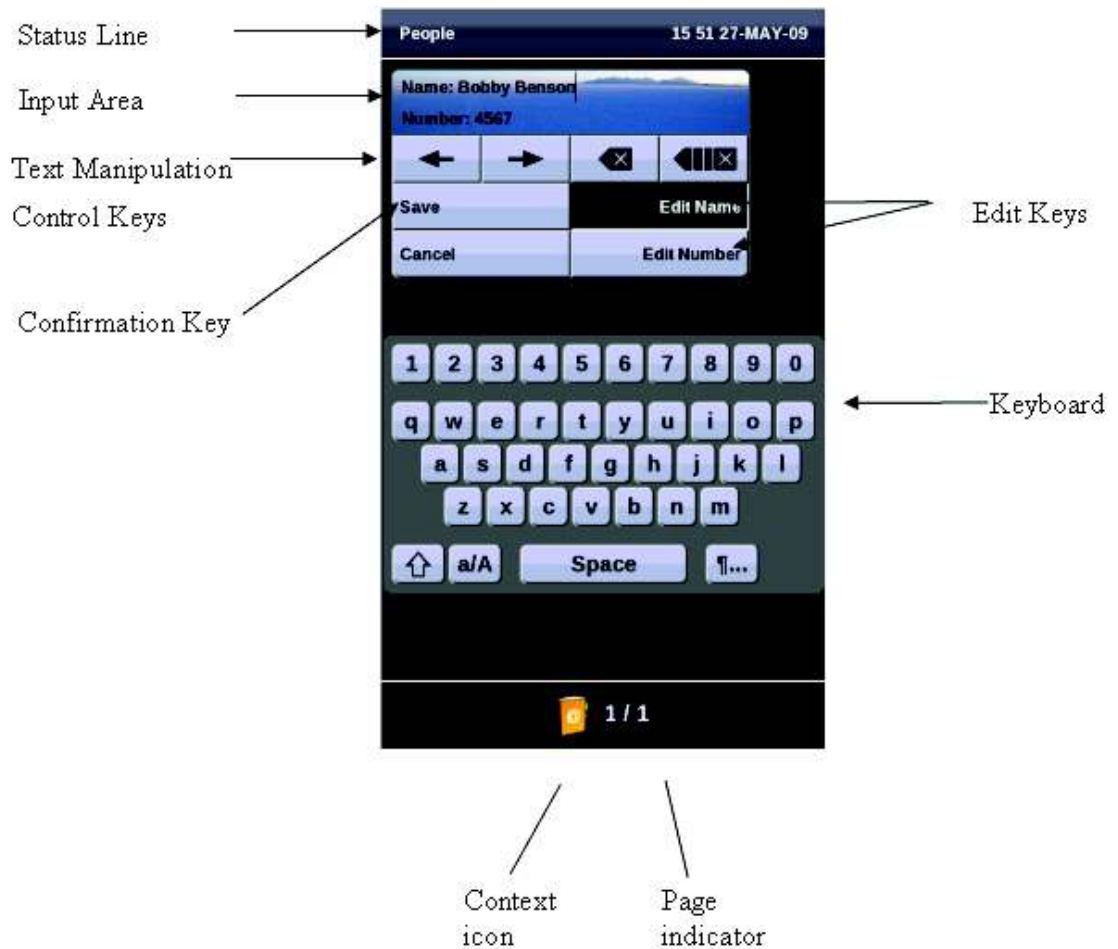 Status Line
People 15 51 27-MAY-09
Input Area
Name: Bobby Benson
Number: 4567
Text Manipulation
Control Keys
Save Edit Name
Edit Keys
Cancel Edit Number
Confirmation Key
1 2 3 4 5 6 7 8 9 0
Keyboard
q w e r t y u i o p
a s d f g h j k l
z x c v b n m
a/A Space ¶...
1 / 1
Context
icon
Page
indicator